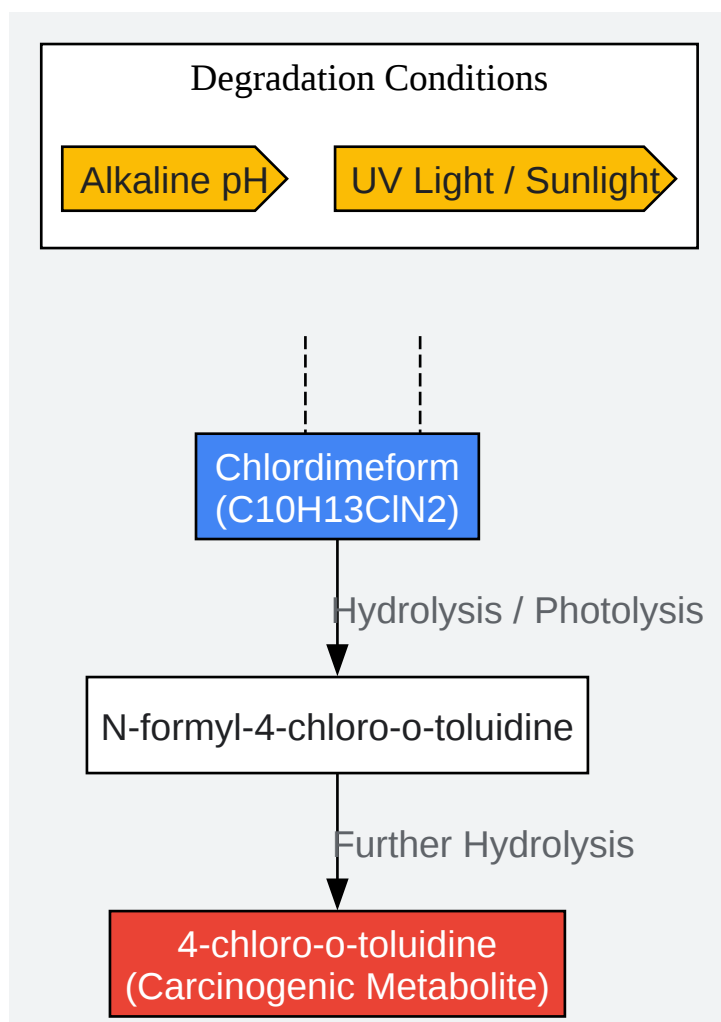 Degradation Conditions
Alkaline pH
UV Light / Sunlight
Chlordimeform
(C10H13ClN2)
Hydrolysis / Photolysis
N-formyl-4-chloro-o-toluidine
Further Hydrolysis
4-chloro-o-toluidine
(Carcinogenic Metabolite)